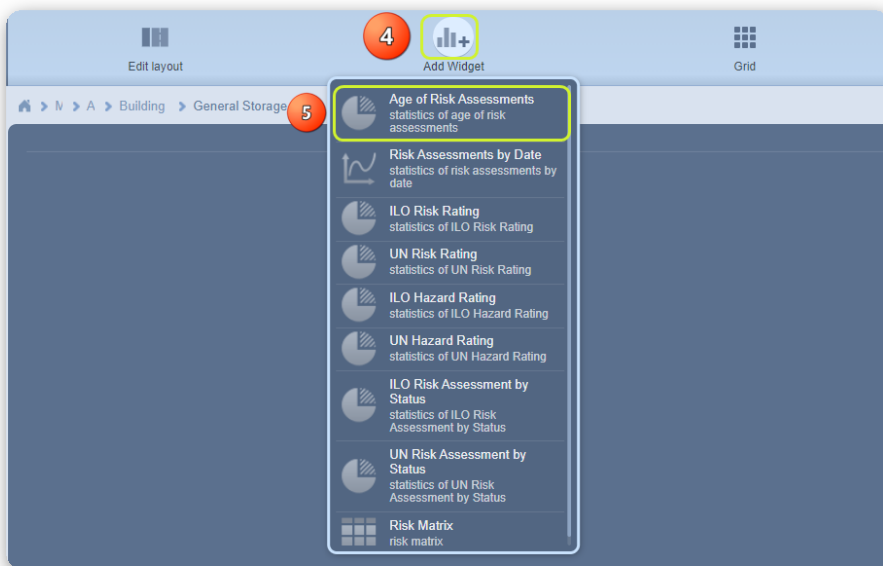 4
Edit layout
Add Widget
Grid
M > A > Building > General Storage
5
Age of Risk Assessments
statistics of age of risk
assessments
Risk Assessments by Date
statistics of risk assessments by
date
ILO Risk Rating
statistics of ILO Risk Rating
UN Risk Rating
statistics of UN Risk Rating
ILO Hazard Rating
statistics of ILO Hazard Rating
UN Hazard Rating
statistics of UN Hazard Rating
ILO Risk Assessment by
Status
statistics of ILO Risk
Assessment by Status
UN Risk Assessment by
Status
statistics of UN Risk
Assessment by Status
Risk Matrix
risk matrix